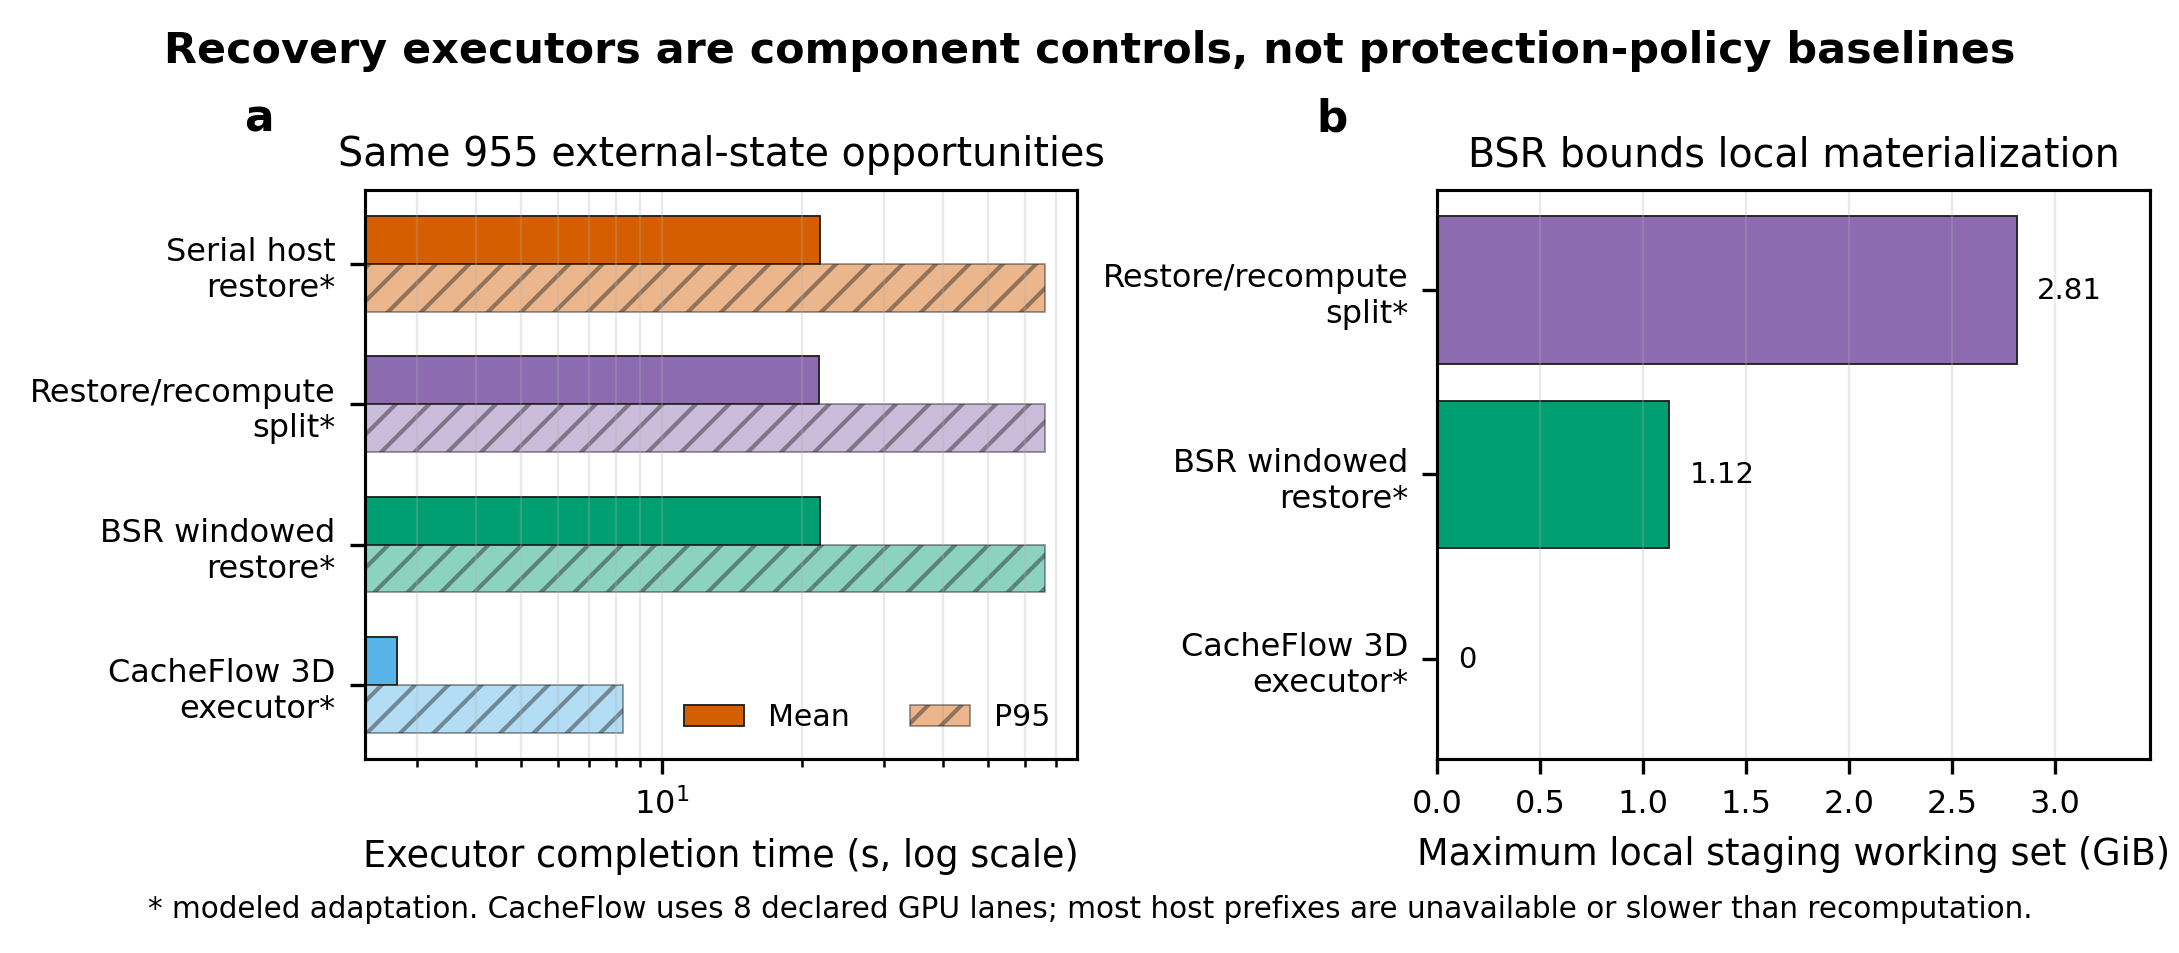 Recovery executors are component controls, not protection-policy baselines
a
Same 955 external-state opportunities
Serial host
restore*
Restore/recompute
split*
BSR windowed
restore*
CacheFlow 3D
executor*
Mean
P95
10¹
Executor completion time (s, log scale)
b
BSR bounds local materialization
Restore/recompute
split*
2.81
BSR windowed
restore*
1.12
CacheFlow 3D
executor*
0
0.0 0.5 1.0 1.5 2.0 2.5 3.0
Maximum local staging working set (GiB)
* modeled adaptation. CacheFlow uses 8 declared GPU lanes; most host prefixes are unavailable or slower than recomputation.